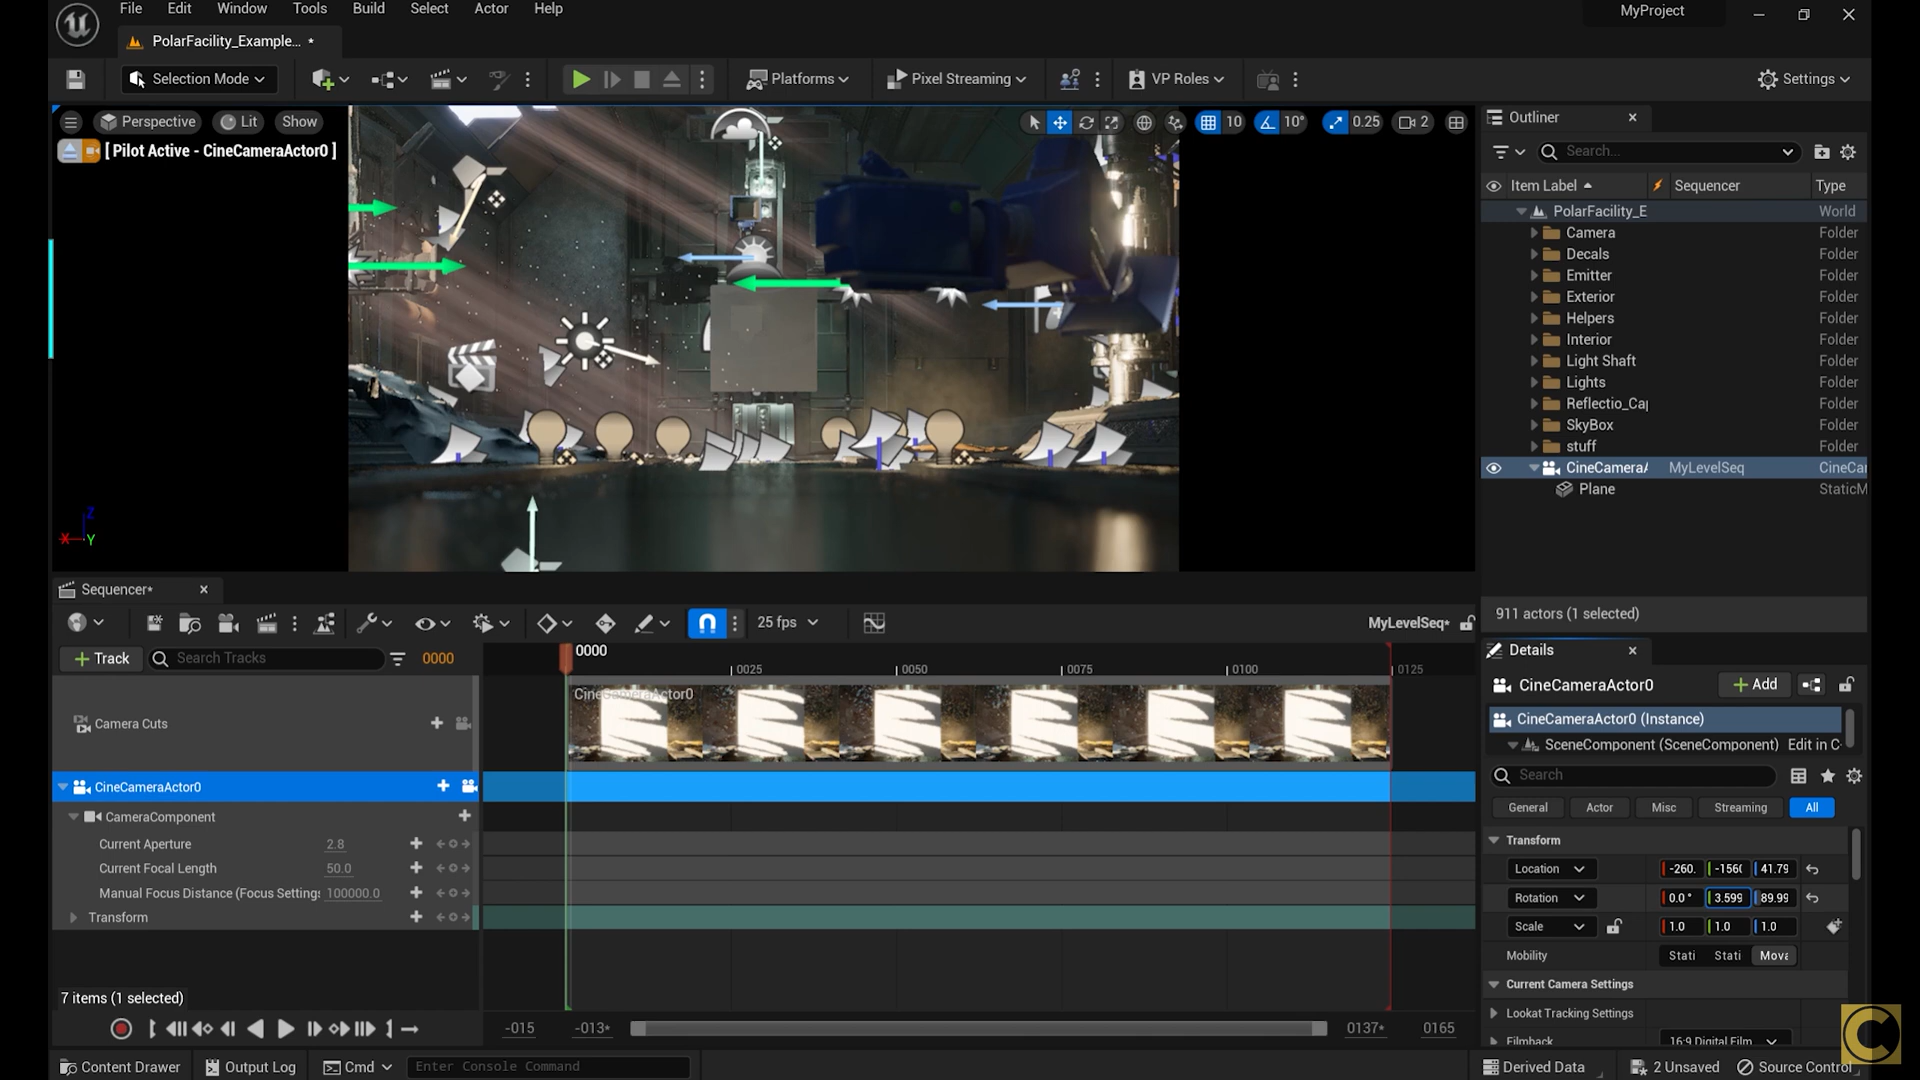 File Edit Window Tools Build Select Actor Help
MyProject
PolarFacility_Example... •
Selection Mode
Platforms
Pixel Streaming
VP Roles
Settings
Perspective Lit Show
10 10° 0.25 2
[ Pilot Active - CineCameraActor0 ]
Z
X Y
Outliner
Search...
Item Label Sequencer Type
PolarFacility_E World
Camera Folder
Decals Folder
Emitter Folder
Exterior Folder
Helpers Folder
Interior Folder
Light Shaft Folder
Lights Folder
Reflectio_Ca Folder
SkyBox Folder
stuff Folder
CineCamera MyLevelSeq CineCa
Plane StaticM
911 actors (1 selected)
Sequencer*
25 fps
MyLevelSeq*
Track
Search Tracks
0000
0000
0025 0050 0075 0100 0125
CineCameraActor0
Camera Cuts
CineCameraActor0
CameraComponent
Current Aperture 2.8
Current Focal Length 50.0
Manual Focus Distance (Focus Settings 100000.0
Transform
7 items (1 selected)
-015 -013* 0137* 0165
Details
CineCameraActor0
Add
CineCameraActor0 (Instance)
SceneComponent (SceneComponent) Edit in C
Search
General Actor Misc Streaming All
Transform
Location -260. -156( 41.79
Rotation 0.0° 3.599 89.99
Scale 1.0 1.0 1.0
Mobility Stati Stati Mova
Current Camera Settings
Lookat Tracking Settings
Filmback 16:9 Digital Film
Content Drawer Output Log Cmd Enter Console Command
Derived Data 2 Unsaved Source Control